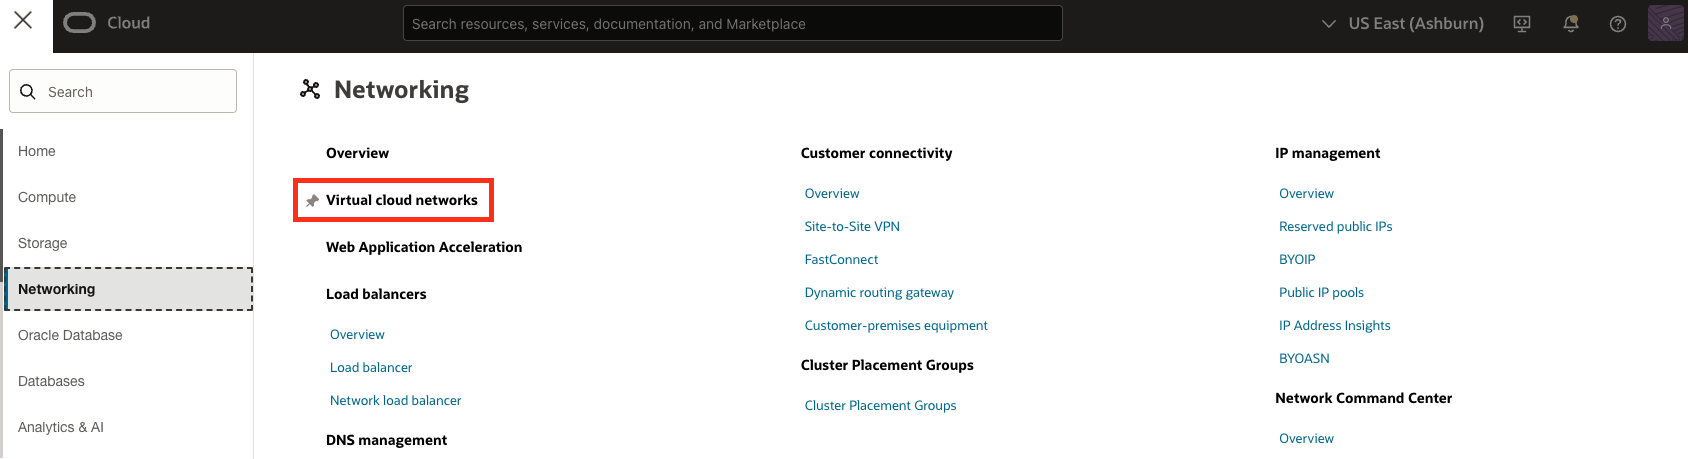 Cloud
Search resources, services, documentation, and Marketplace
US East (Ashburn)
Search
Home
Compute
Storage
Networking
Oracle Database
Databases
Analytics & AI
Networking
Overview
Virtual cloud networks
Web Application Acceleration
Load balancers
Overview
Load balancer
Network load balancer
DNS management
Customer connectivity
Overview
Site-to-Site VPN
FastConnect
Dynamic routing gateway
Customer-premises equipment
Cluster Placement Groups
Cluster Placement Groups
IP management
Overview
Reserved public IPs
BYOIP
Public IP pools
IP Address Insights
BYOASN
Network Command Center
Overview